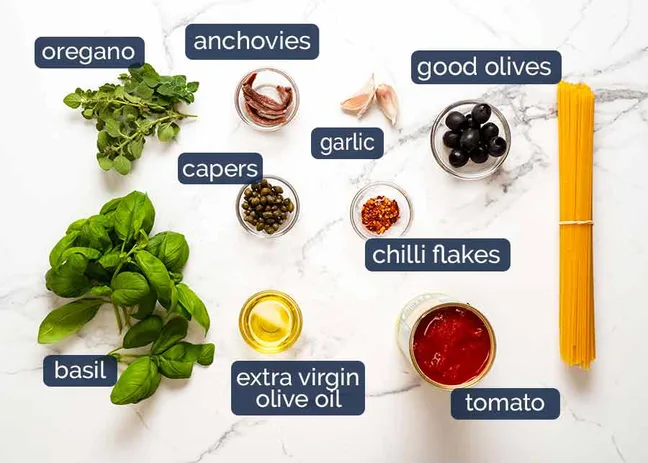 oregano
anchovies
good olives
garlic
capers
chilli flakes
basil
extra virgin
olive oil
tomato